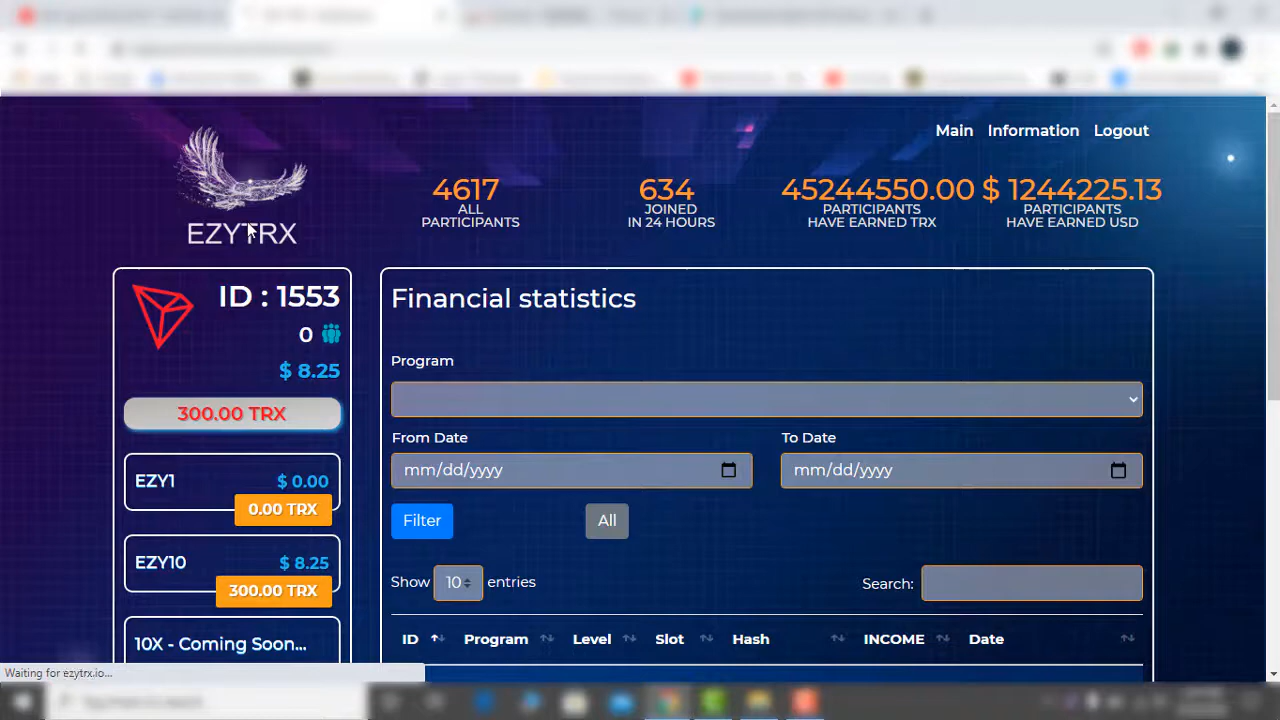 Main Information Logout
EZYTRX
4617
ALL
PARTICIPANTS
634
JOINED
IN 24 HOURS
45244550.00
PARTICIPANTS
HAVE EARNED TRX
$ 1244225.13
PARTICIPANTS
HAVE EARNED USD
ID : 1553
0
$ 8.25
300.00 TRX
EZY1
$ 0.00
0.00 TRX
EZY10
$ 8.25
300.00 TRX
10X - Coming Soon...
Financial statistics
Program
From Date
To Date
mm/dd/yyyy
mm/dd/yyyy
Filter
All
Show 10 entries
Search:
ID Program Level Slot Hash INCOME Date
Waiting for ezytrx.io...